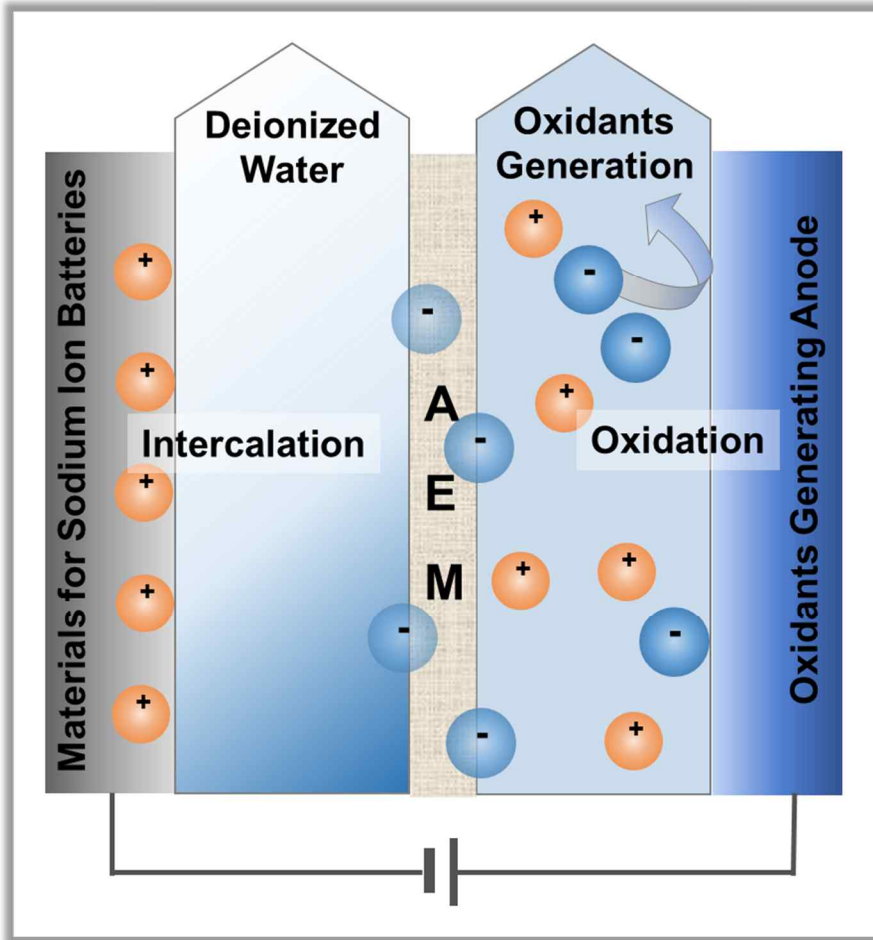 Deionized
Water
Oxidants
Generation
Materials for Sodium Ion Batteries
+
+
+
+
+
Intercalation
-
-
-
-
A
E
M
+
-
-
+
Oxidation
+
+
-
+
Oxidants Generating Anode